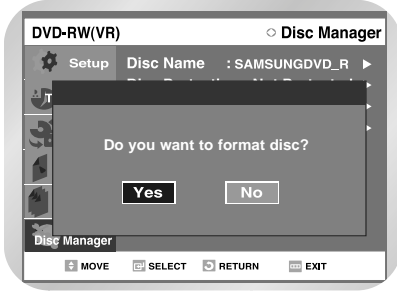 DVD-RW(VR) Disc Manager
Setup Disc Name : SAMSUNGDVD_R
Do you want to format disc?
Yes No
Disc Manager
MOVE SELECT RETURN EXIT